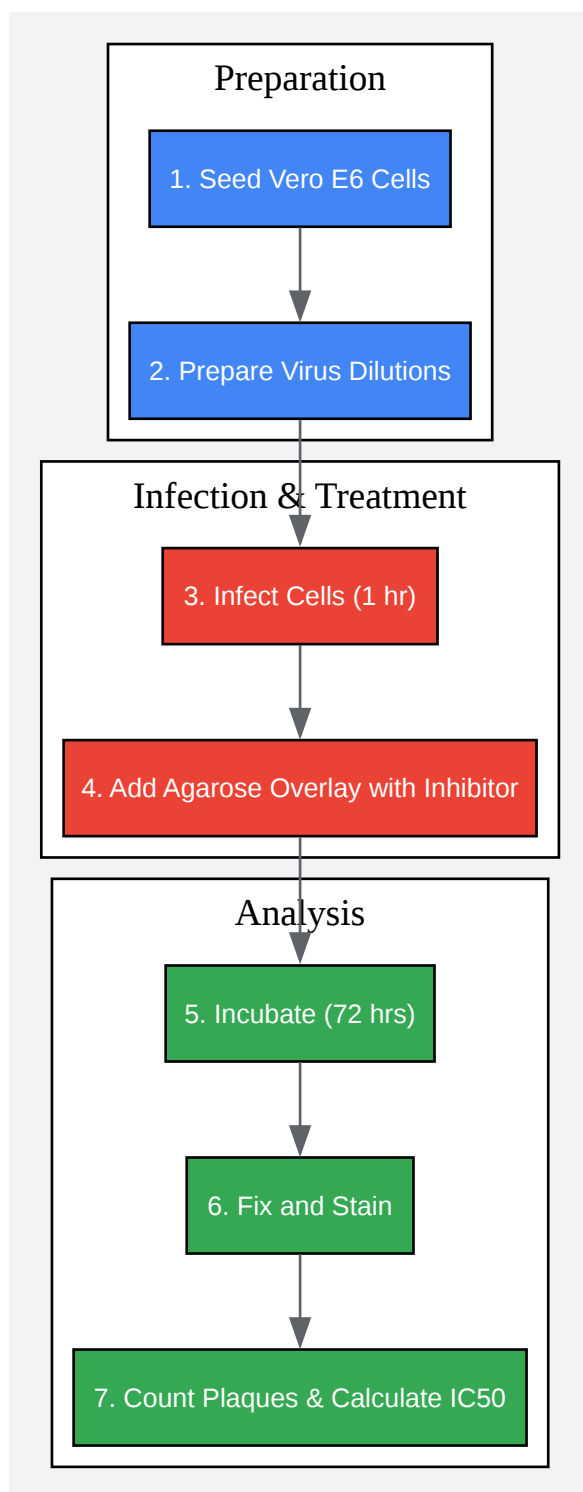 Preparation
1. Seed Vero E6 Cells
2. Prepare Virus Dilutions
Infection & Treatment
3. Infect Cells (1 hr)
4. Add Agarose Overlay with Inhibitor
Analysis
5. Incubate (72 hrs)
6. Fix and Stain
7. Count Plaques & Calculate IC50